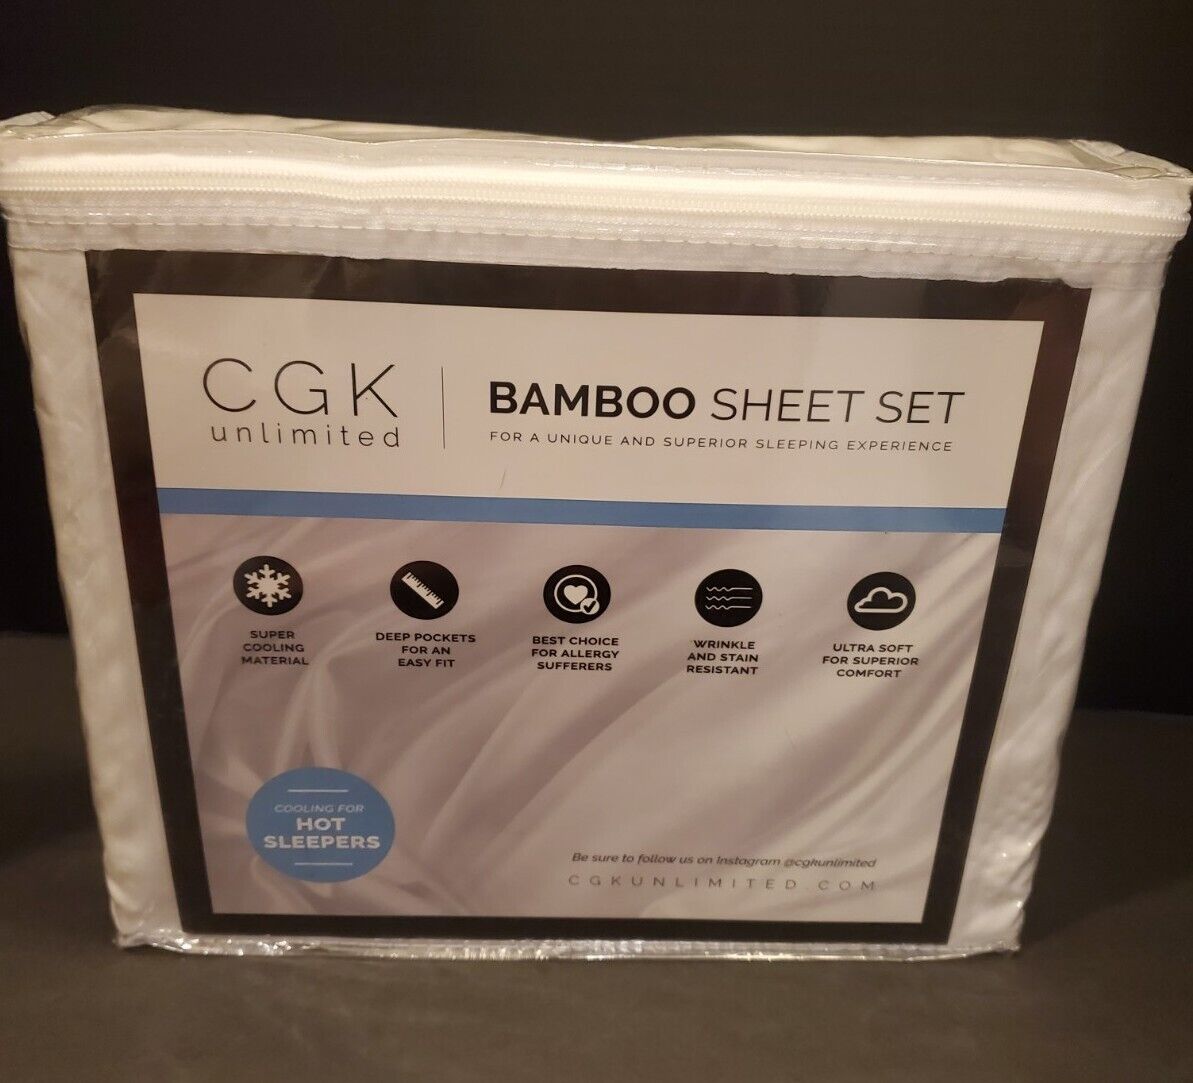 CGK
unlimited
BAMBOO SHEET SET
FOR A UNIQUE AND SUPERIOR SLEEPING EXPERIENCE
SUPER
COOLING
MATERIAL
DEEP POCKETS
FOR AN
EASY FIT
BEST CHOICE
FOR ALLERGY
SUFFERERS
WRINKLE
AND STAIN
RESISTANT
ULTRA SOFT
FOR SUPERIOR
COMFORT
COOLING FOR
HOT
SLEEPERS
Be sure to follow us on Instagram @cgkunlimited
CGKUNLIMITED.COM